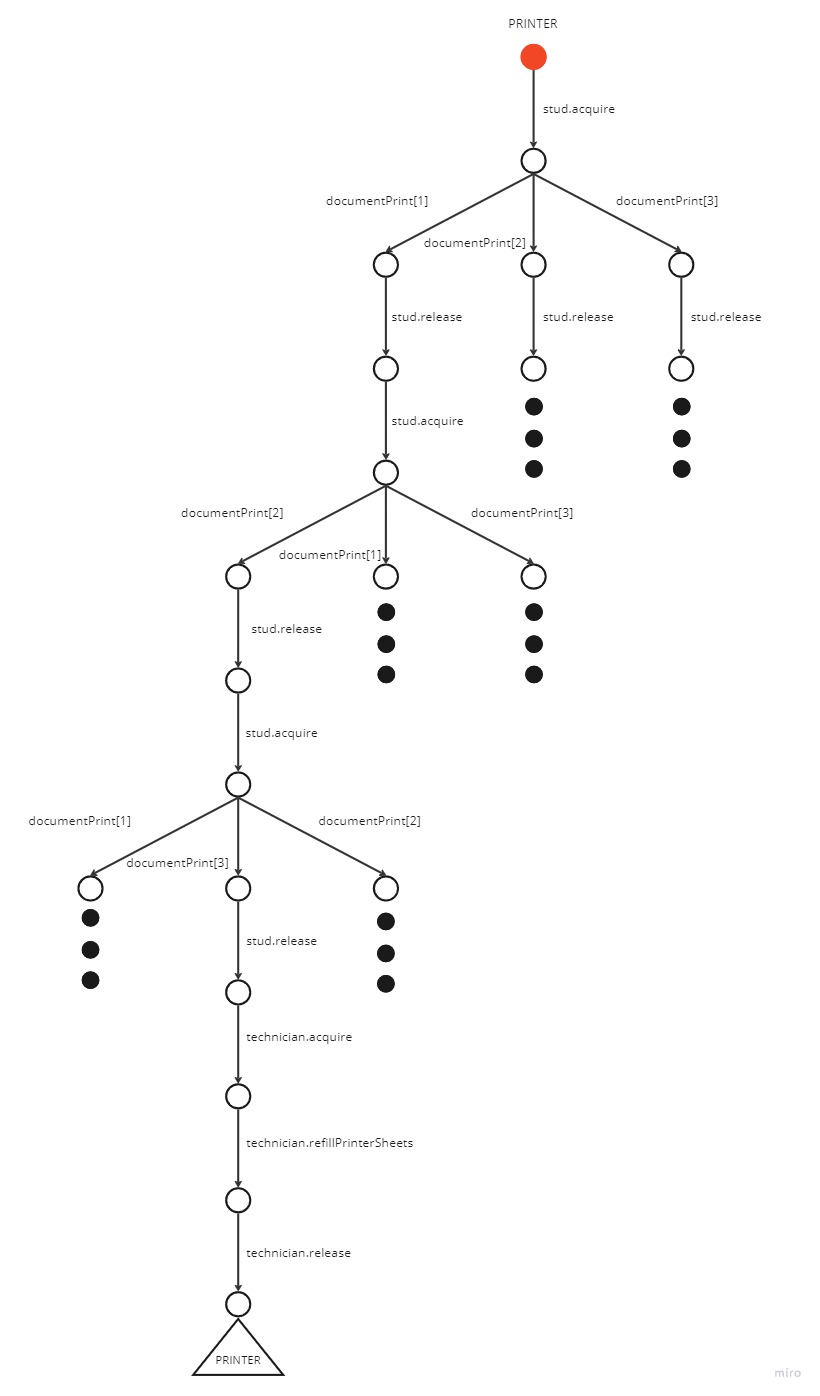 PRINTER
stud.acquire
documentPrint[1]
documentPrint[3]
documentPrint[2]
stud.release
stud.release
stud.release
stud.acquire
documentPrint[2]
documentPrint[3]
documentPrint[1]
stud.release
stud.acquire
documentPrint[1]
documentPrint[2]
documentPrint[3]
stud.release
technician.acquire
technician.refillPrinterSheets
technician.release
PRINTER
miro